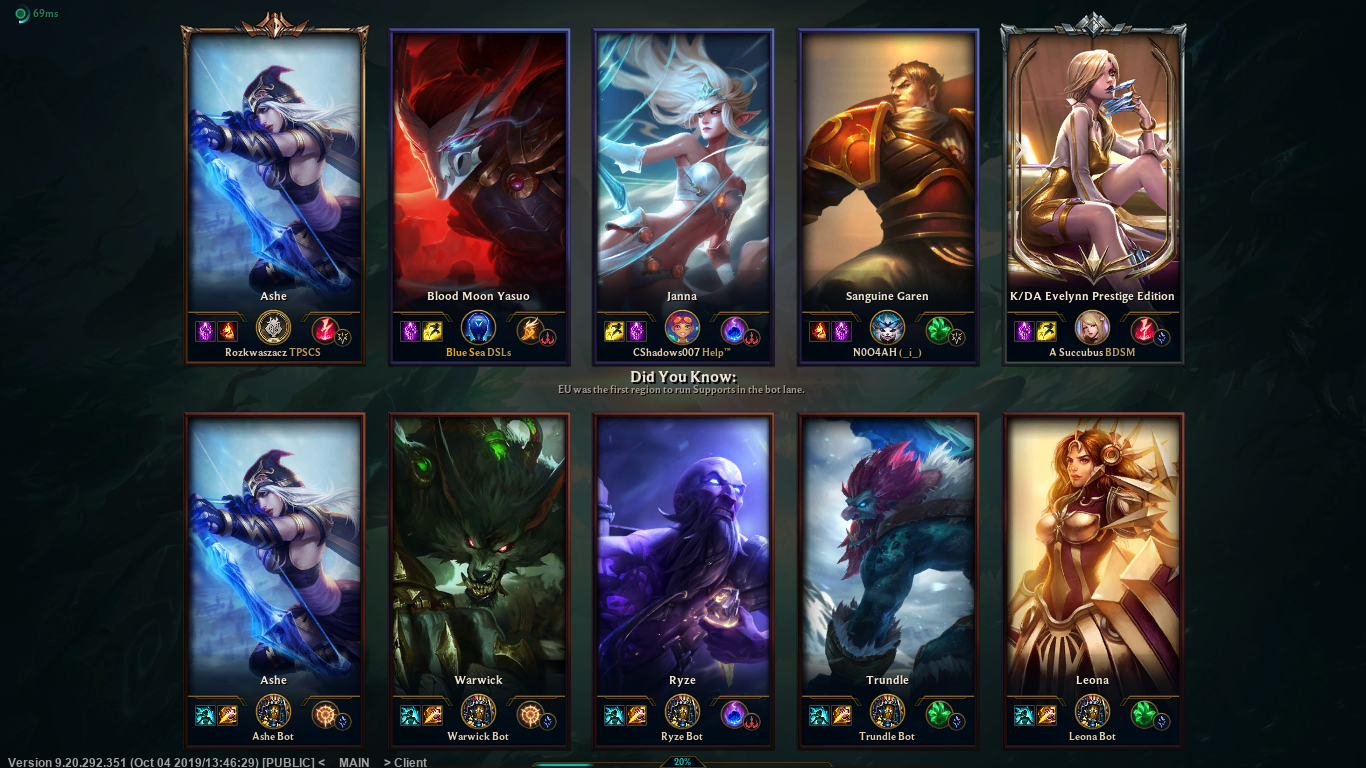 69ms
Ashe
Blood Moon Yasuo
Janna
Sanguine Garen
K/DA Evelynn Prestige Edition
Rozkwaszacz TPSCS
Blue Sea DSLs
CShadows007 Help™
N0O4AH (_i_)
A Succubus BDSM
Did You Know:
EU was the first region to run Supports in the bot lane.
Ashe
Warwick
Ryze
Trundle
Leona
Ashe Bot
Warwick Bot
Ryze Bot
Trundle Bot
Leona Bot
Version 9.20.292.351 (Oct 04 2019/13:46:29) [PUBLIC] < __MAIN__ > Client
20%